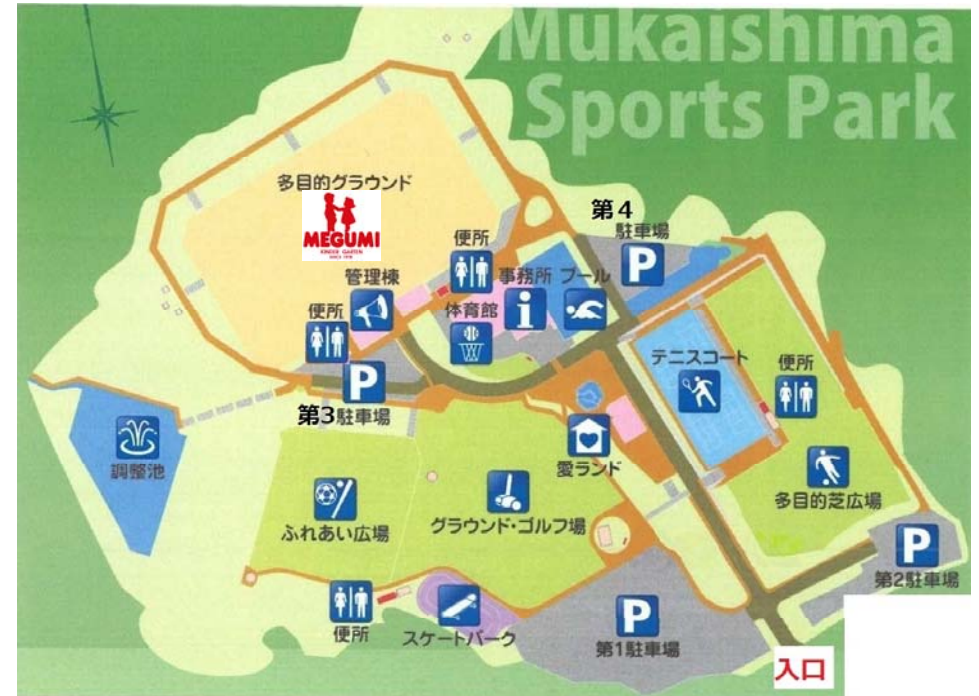 Mukaishima
Sports Park
多目的グラウンド
MEGUMI
第4
駐車場
P
便所
管理棟
事務所
プール
便所
体育館
i
P
第3駐車場
テニスコート
便所
愛ランド
調整池
ふれあい広場
グラウンド・ゴルフ場
多目的芝広場
P
第2駐車場
便所
スケートパーク
P
第1駐車場
入口